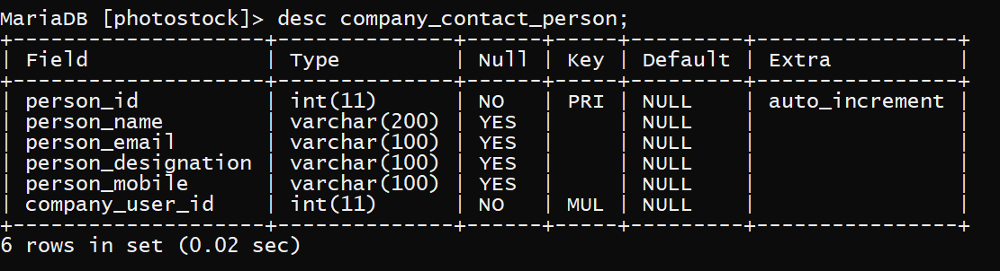 MariaDB [photostock]> desc company_contact_person;
+--------------------+--------------+------+-----+---------+----------------+
| Field              | Type         | Null | Key | Default | Extra          |
+--------------------+--------------+------+-----+---------+----------------+
| person_id          | int(11)      | NO   | PRI | NULL    | auto_increment |
| person_name        | varchar(200) | YES  |     | NULL    |                |
| person_email       | varchar(100) | YES  |     | NULL    |                |
| person_designation | varchar(100) | YES  |     | NULL    |                |
| person_mobile      | varchar(100) | YES  |     | NULL    |                |
| company_user_id    | int(11)      | NO   | MUL | NULL    |                |
+--------------------+--------------+------+-----+---------+----------------+
6 rows in set (0.02 sec)